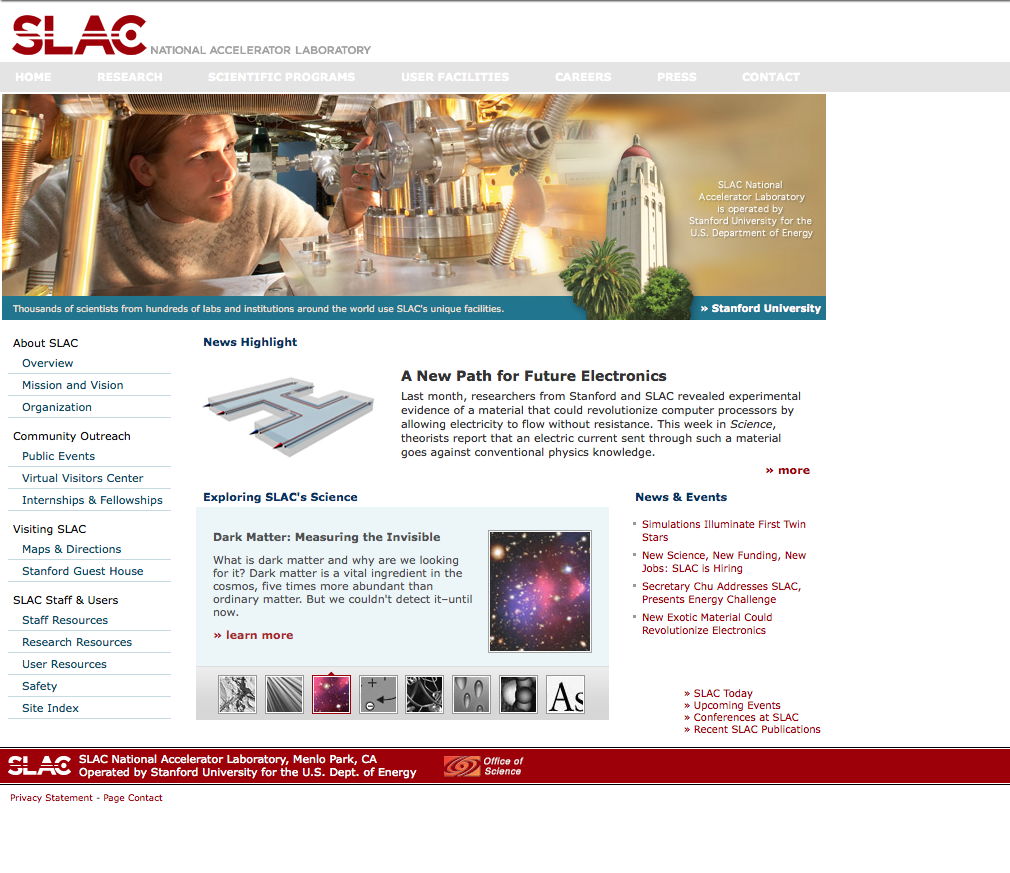 SLAC NATIONAL ACCELERATOR LABORATORY
HOME RESEARCH SCIENTIFIC PROGRAMS USER FACILITIES CAREERS PRESS CONTACT
SLAC National
Accelerator Laboratory
is operated by
Stanford University for the
U.S. Department of Energy
Thousands of scientists from hundreds of labs and institutions around the world use SLAC's unique facilities.
» Stanford University
About SLAC
Overview
Mission and Vision
Organization
Community Outreach
Public Events
Virtual Visitors Center
Internships & Fellowships
Visiting SLAC
Maps & Directions
Stanford Guest House
SLAC Staff & Users
Staff Resources
Research Resources
User Resources
Safety
Site Index
News Highlight
A New Path for Future Electronics
Last month, researchers from Stanford and SLAC revealed experimental
evidence of a material that could revolutionize computer processors by
allowing electricity to flow without resistance. This week in Science,
theorists report that an electric current sent through such a material
goes against conventional physics knowledge.
» more
Exploring SLAC's Science
Dark Matter: Measuring the Invisible
What is dark matter and why are we looking
for it? Dark matter is a vital ingredient in the
cosmos, five times more abundant than
ordinary matter. But we couldn't detect it–until
now.
» learn more
As
News & Events
Simulations Illuminate First Twin
Stars
New Science, New Funding, New
Jobs: SLAC is Hiring
Secretary Chu Addresses SLAC,
Presents Energy Challenge
New Exotic Material Could
Revolutionize Electronics
» SLAC Today
» Upcoming Events
» Conferences at SLAC
» Recent SLAC Publications
SLAC
SLAC National Accelerator Laboratory, Menlo Park, CA
Operated by Stanford University for the U.S. Dept. of Energy
Office of
Science
Privacy Statement - Page Contact